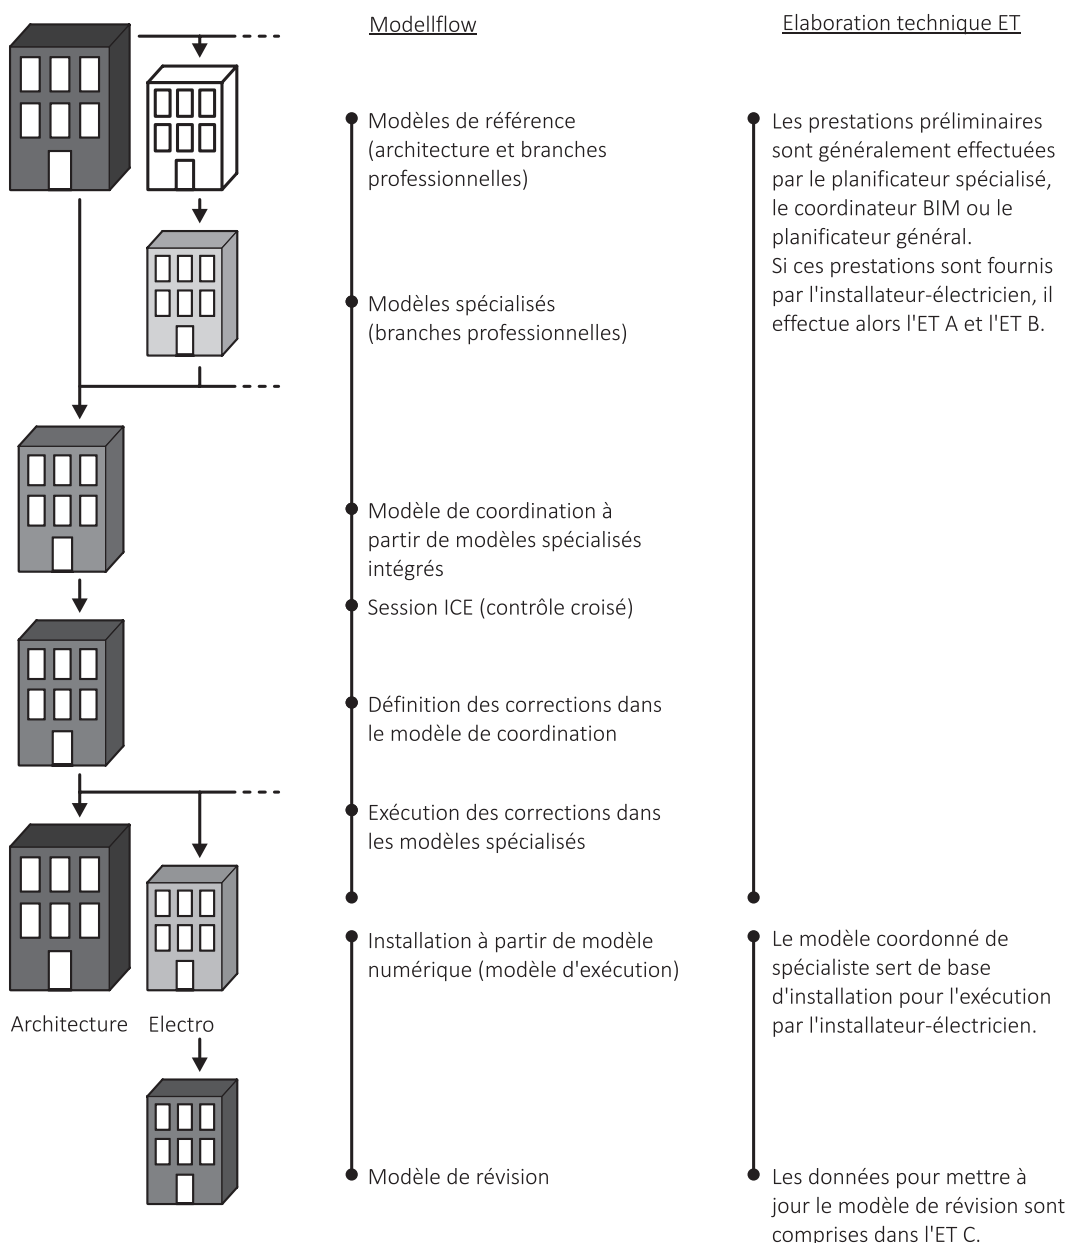 Modellflow
Modèles de référence
(architecture et branches
professionnelles)
Modèles spécialisés
(branches professionnelles)
Modèle de coordination à
partir de modèles spécialisés
intégrés
Session ICE (contrôle croisé)
Définition des corrections dans
le modèle de coordination
Exécution des corrections dans
les modèles spécialisés
Installation à partir de modèle
numérique (modèle d'exécution)
Modèle de révision
Elaboration technique ET
Les prestations préliminaires
sont généralement effectuées
par le planificateur spécialisé,
le coordinateur BIM ou le
planificateur général.
Si ces prestations sont fournis
par l'installateur-électricien, il
effectue alors l'ET A et l'ET B.
Le modèle coordonné de
spécialiste sert de base
d'installation pour l'exécution
par l'installateur-électricien.
Les données pour mettre à
jour le modèle de révision sont
comprises dans l'ET C.
Architecture Electro